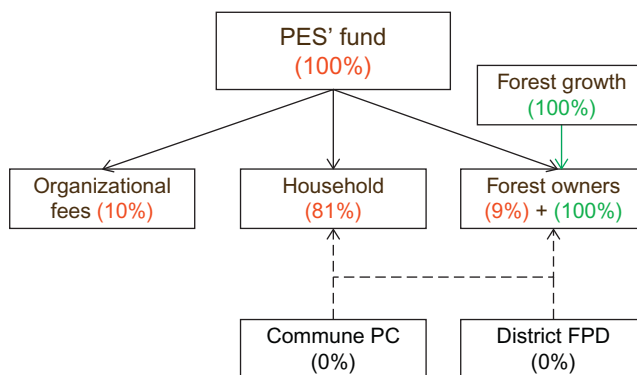 PES’ fund
(100%)
Forest growth
(100%)
Organizational
fees (10%)
Household
(81%)
Forest owners
(9%) + (100%)
Commune PC
(0%)
District FPD
(0%)